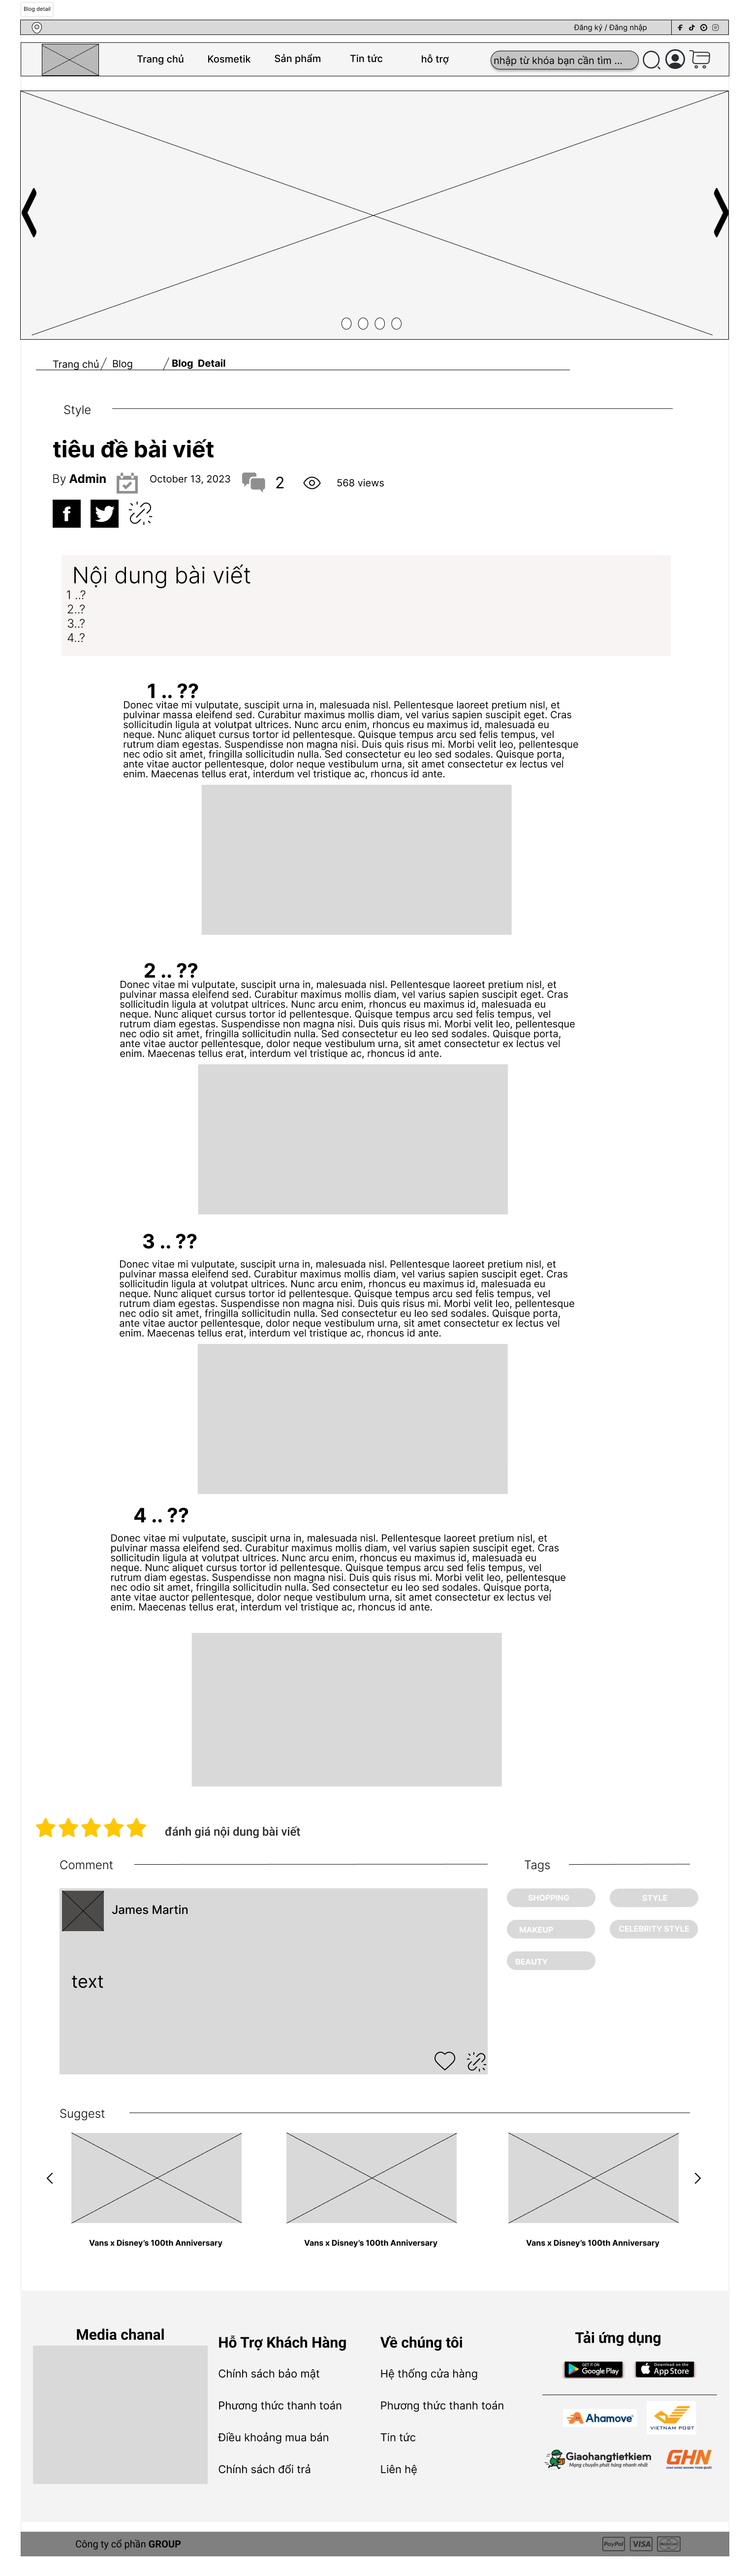 Blog detail
Đăng ký / Đăng nhập
Trang chủ
Kosmetik
Sản phẩm
Tin tức
hỗ trợ
nhập từ khóa bạn cần tìm ...
Trang chủ / Blog / Blog Detail
Style
tiêu đề bài viết
By Admin October 13, 2023 2 568 views
Nội dung bài viết
1 ..?
2..?
3..?
4..?
1 .. ??
Donec vitae mi vulputate, suscipit urna in, malesuada nisl. Pellentesque laoreet pretium nisl, et
pulvinar massa eleifend sed. Curabitur maximus mollis diam, vel varius sapien suscipit eget. Cras
sollicitudin ligula at volutpat ultrices. Nunc arcu enim, rhoncus eu maximus id, malesuada eu
neque. Nunc aliquet cursus tortor id pellentesque. Quisque tempus arcu sed felis tempus, vel
rutrum diam egestas. Suspendisse non magna nisi. Duis quis risus mi. Morbi velit leo, pellentesque
nec odio sit amet, fringilla sollicitudin nulla. Sed consectetur eu leo sed sodales. Quisque porta,
ante vitae auctor pellentesque, dolor neque vestibulum urna, sit amet consectetur ex lectus vel
enim. Maecenas tellus erat, interdum vel tristique ac, rhoncus id ante.
2 .. ??
Donec vitae mi vulputate, suscipit urna in, malesuada nisl. Pellentesque laoreet pretium nisl, et
pulvinar massa eleifend sed. Curabitur maximus mollis diam, vel varius sapien suscipit eget. Cras
sollicitudin ligula at volutpat ultrices. Nunc arcu enim, rhoncus eu maximus id, malesuada eu
neque. Nunc aliquet cursus tortor id pellentesque. Quisque tempus arcu sed felis tempus, vel
rutrum diam egestas. Suspendisse non magna nisi. Duis quis risus mi. Morbi velit leo, pellentesque
nec odio sit amet, fringilla sollicitudin nulla. Sed consectetur eu leo sed sodales. Quisque porta,
ante vitae auctor pellentesque, dolor neque vestibulum urna, sit amet consectetur ex lectus vel
enim. Maecenas tellus erat, interdum vel tristique ac, rhoncus id ante.
3 .. ??
Donec vitae mi vulputate, suscipit urna in, malesuada nisl. Pellentesque laoreet pretium nisl, et
pulvinar massa eleifend sed. Curabitur maximus mollis diam, vel varius sapien suscipit eget. Cras
sollicitudin ligula at volutpat ultrices. Nunc arcu enim, rhoncus eu maximus id, malesuada eu
neque. Nunc aliquet cursus tortor id pellentesque. Quisque tempus arcu sed felis tempus, vel
rutrum diam egestas. Suspendisse non magna nisi. Duis quis risus mi. Morbi velit leo, pellentesque
nec odio sit amet, fringilla sollicitudin nulla. Sed consectetur eu leo sed sodales. Quisque porta,
ante vitae auctor pellentesque, dolor neque vestibulum urna, sit amet consectetur ex lectus vel
enim. Maecenas tellus erat, interdum vel tristique ac, rhoncus id ante.
4 .. ??
Donec vitae mi vulputate, suscipit urna in, malesuada nisl. Pellentesque laoreet pretium nisl, et
pulvinar massa eleifend sed. Curabitur maximus mollis diam, vel varius sapien suscipit eget. Cras
sollicitudin ligula at volutpat ultrices. Nunc arcu enim, rhoncus eu maximus id, malesuada eu
neque. Nunc aliquet cursus tortor id pellentesque. Quisque tempus arcu sed felis tempus, vel
rutrum diam egestas. Suspendisse non magna nisi. Duis quis risus mi. Morbi velit leo, pellentesque
nec odio sit amet, fringilla sollicitudin nulla. Sed consectetur eu leo sed sodales. Quisque porta,
ante vitae auctor pellentesque, dolor neque vestibulum urna, sit amet consectetur ex lectus vel
enim. Maecenas tellus erat, interdum vel tristique ac, rhoncus id ante.
đánh giá nội dung bài viết
Comment
James Martin
text
Tags
SHOPPING
STYLE
MAKEUP
CELEBRITY STYLE
BEAUTY
Suggest
Vans x Disney's 100th Anniversary
Vans x Disney's 100th Anniversary
Vans x Disney's 100th Anniversary
Media chanal
Hỗ Trợ Khách Hàng
Chính sách bảo mật
Phương thức thanh toán
Điều khoảng mua bán
Chính sách đổi trả
Về chúng tôi
Hệ thống cửa hàng
Phương thức thanh toán
Tin tức
Liên hệ
Tải ứng dụng
GET IT ON
Google Play
Download on the
App Store
Ahamove
VIETNAM POST
Giaohangtietkiem
Mang chuyển phát hàng nhanh nhất
GHN
Công ty cổ phần GROUP
PayPal
VISA